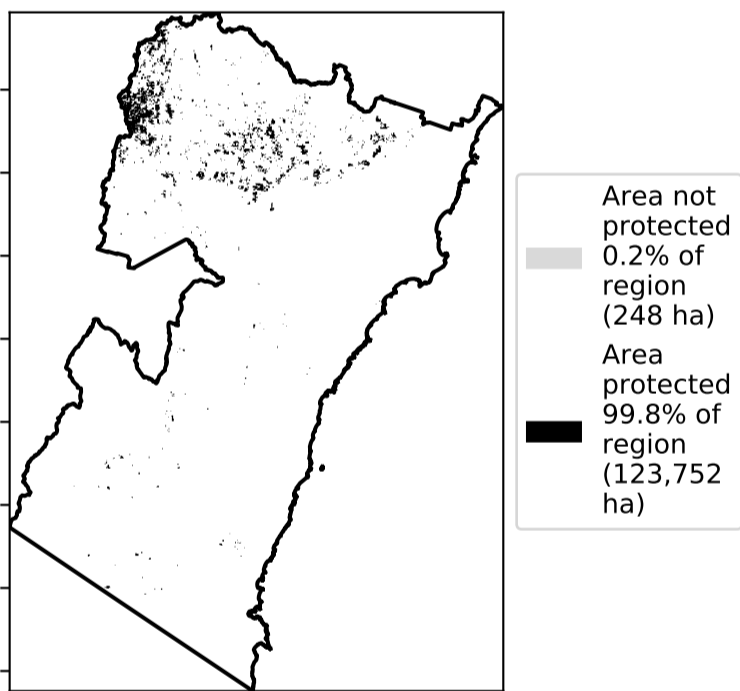 Area not
protected
0.2% of
region
(248 ha)
Area
protected
99.8% of
region
(123,752
ha)